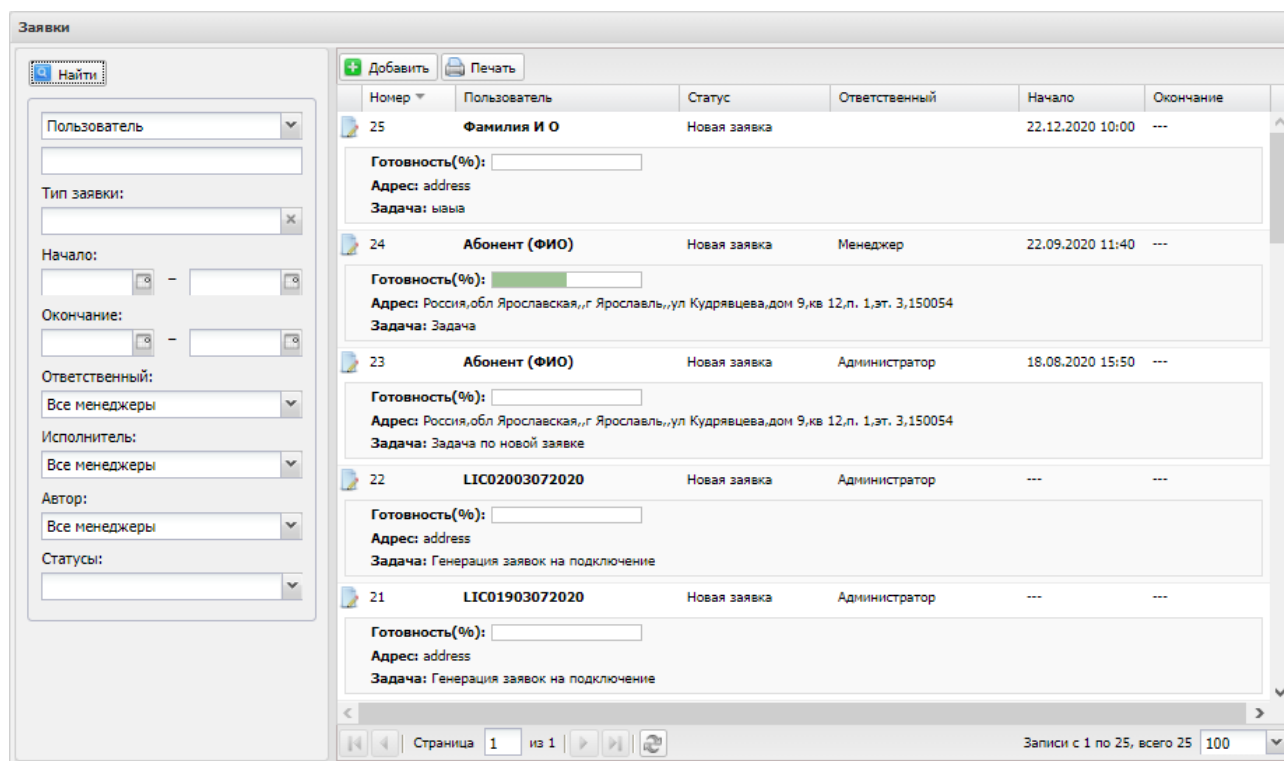 Заявки
Найти
Пользователь
Тип заявки:
Начало:
–
Окончание:
–
Ответственный:
Все менеджеры
Исполнитель:
Все менеджеры
Автор:
Все менеджеры
Статусы:
Добавить Печать
Номер Пользователь Статус Ответственный Начало Окончание
25 Фамилия И О Новая заявка 22.12.2020 10:00 ---
Готовность(%):
Адрес: address
Задача: ыаыа
24 Абонент (ФИО) Новая заявка Менеджер 22.09.2020 11:40 ---
Готовность(%):
Адрес: Россия,обл Ярославская,,г Ярославль,,ул Кудрявцева,дом 9,кв 12,п. 1,эт. 3,150054
Задача: Задача
23 Абонент (ФИО) Новая заявка Администратор 18.08.2020 15:50 ---
Готовность(%):
Адрес: Россия,обл Ярославская,,г Ярославль,,ул Кудрявцева,дом 9,кв 12,п. 1,эт. 3,150054
Задача: Задача по новой заявке
22 LIC02003072020 Новая заявка Администратор --- ---
Готовность(%):
Адрес: address
Задача: Генерация заявок на подключение
21 LIC01903072020 Новая заявка Администратор --- ---
Готовность(%):
Адрес: address
Задача: Генерация заявок на подключение
Страница 1 из 1 Записи с 1 по 25, всего 25 100